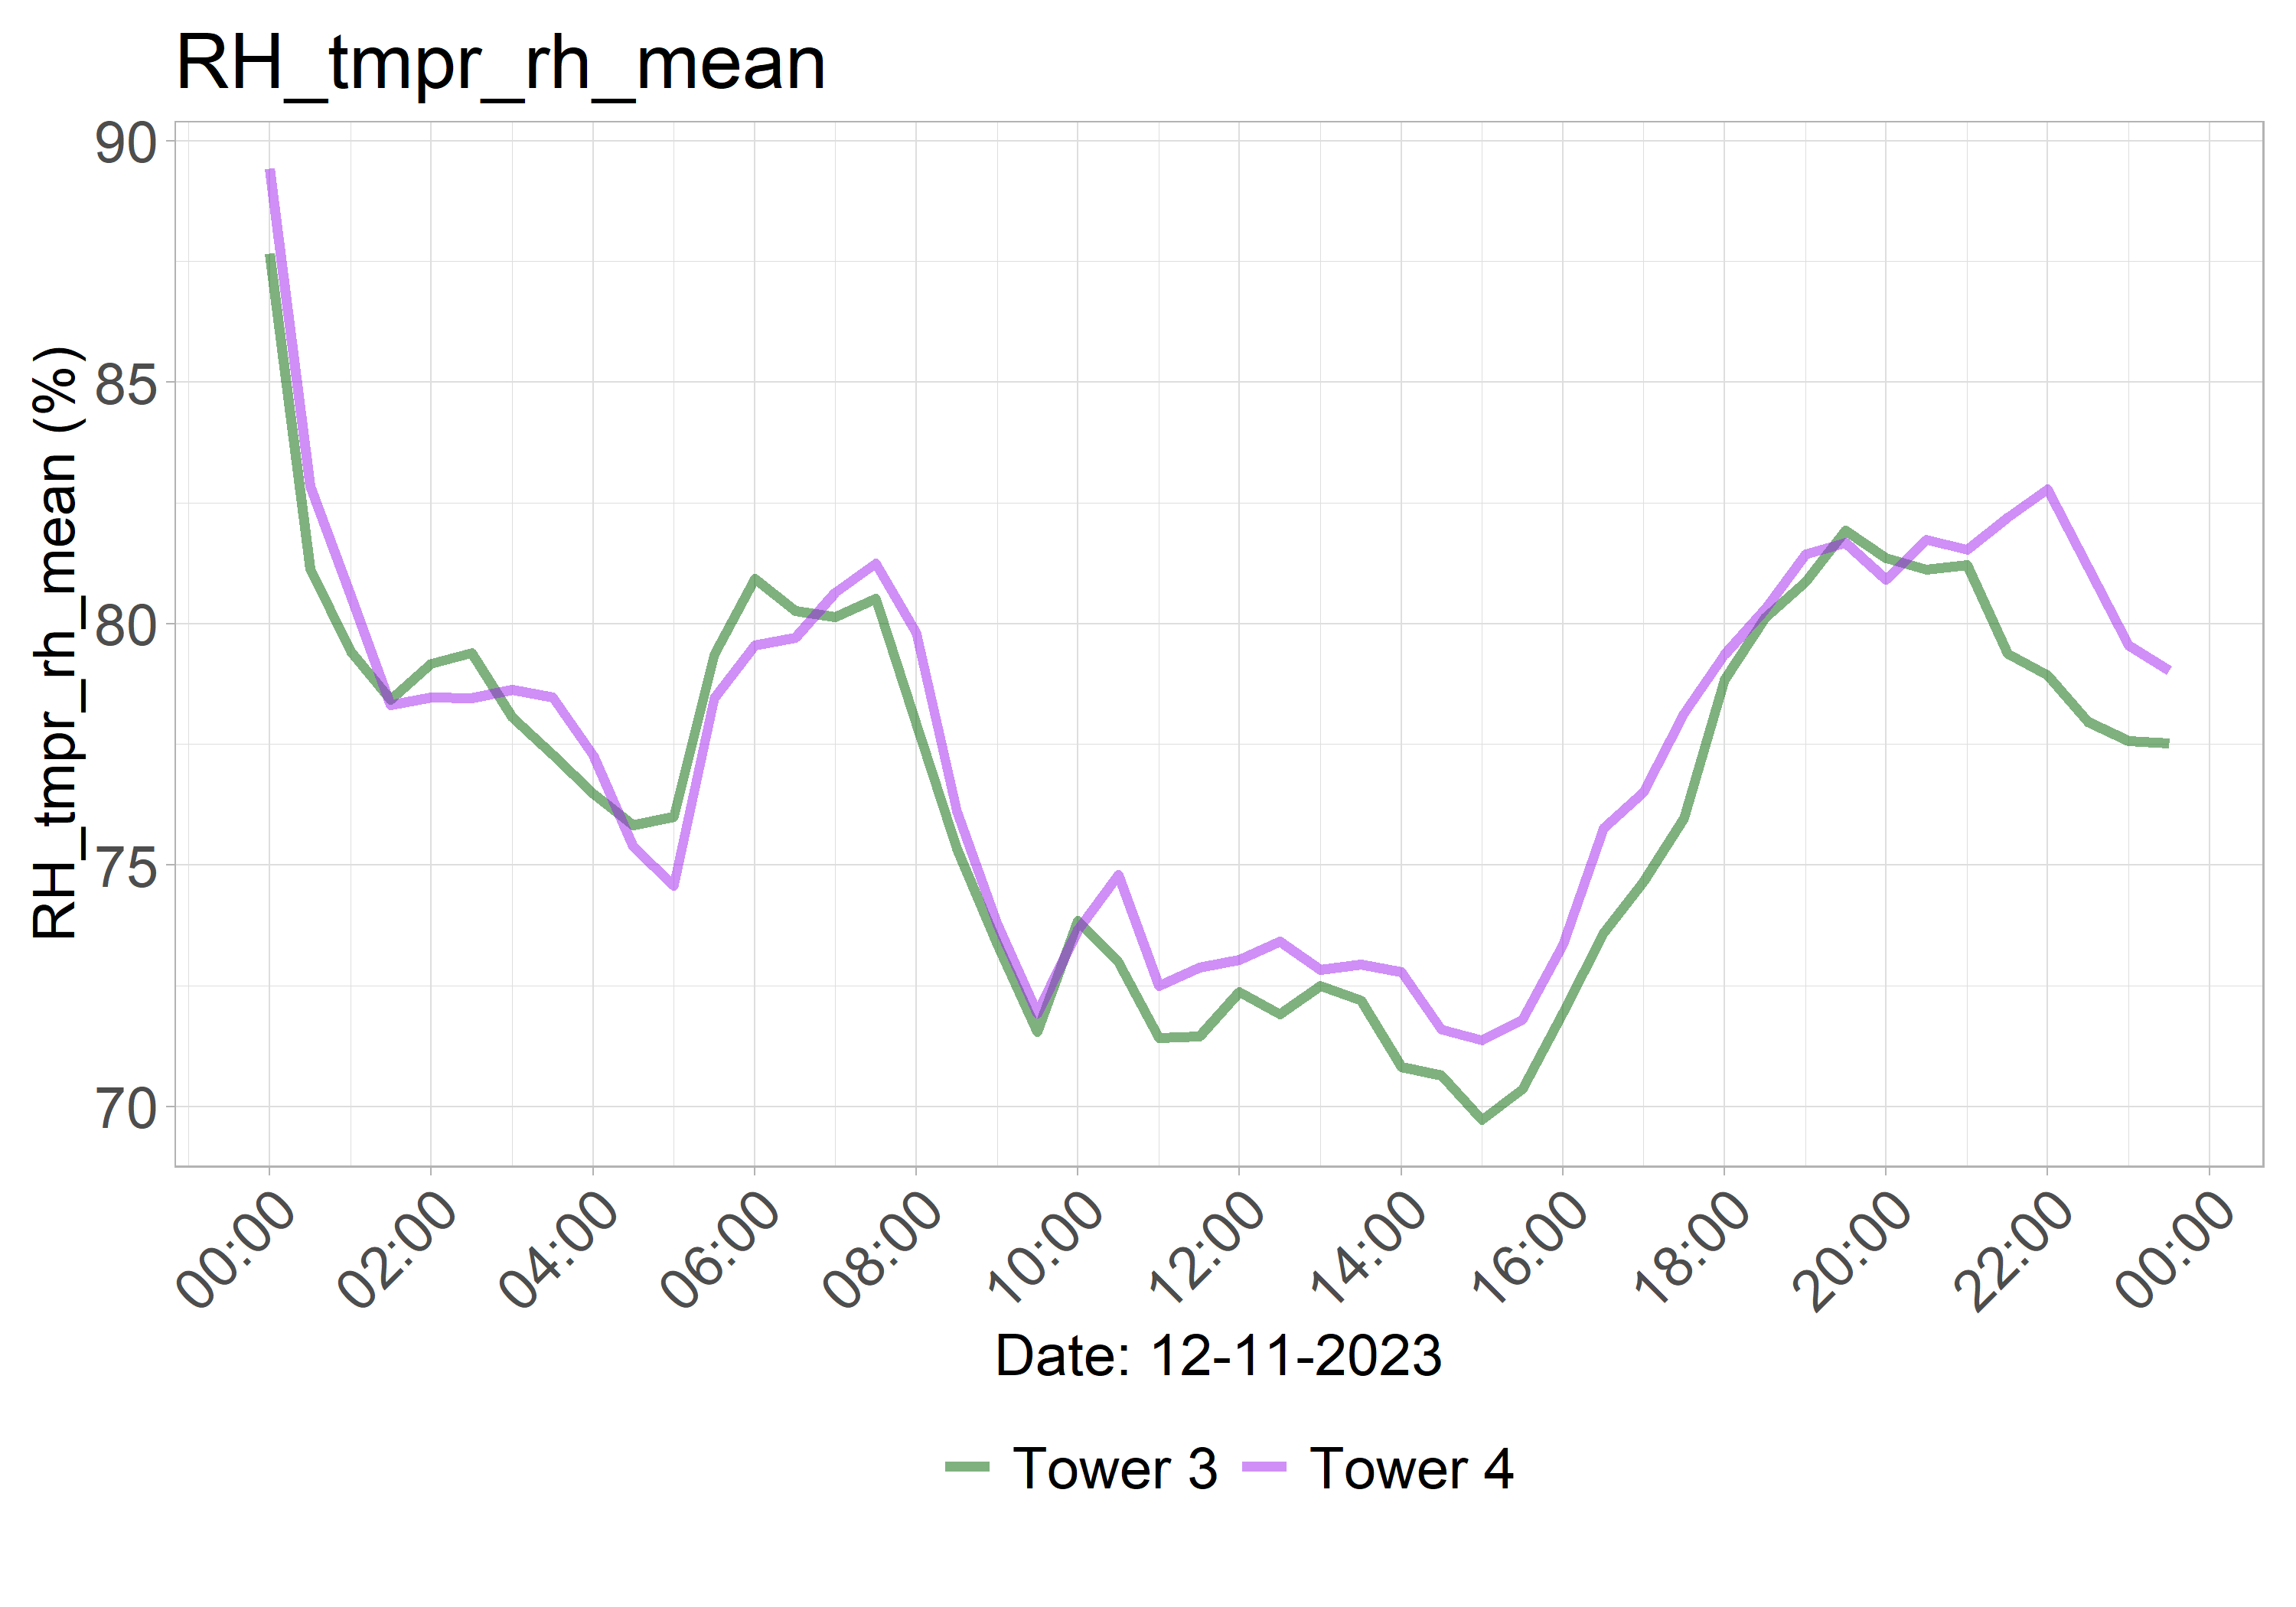 RH_tmpr_rh_mean
RH_tmpr_rh_mean (%)
90
85
80
75
70
00:00 02:00 04:00 06:00 08:00 10:00 12:00 14:00 16:00 18:00 20:00 22:00 00:00
Date: 12-11-2023
Tower 3 Tower 4